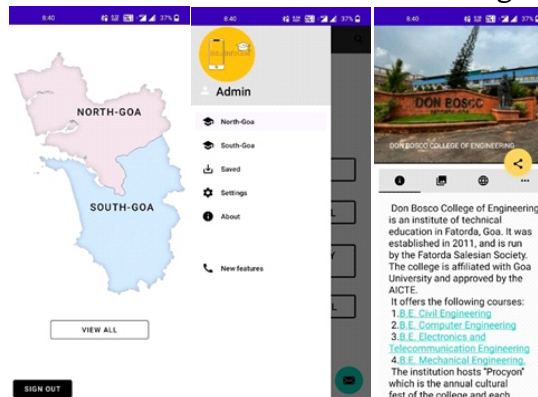 8.40
37%
NORTH-GOA
SOUTH-GOA
VIEW ALL
SIGN OUT
8.40
37%
Admin
North-Goa
South-Goa
Saved
Settings
About
New features
L
Y
L
8.40
37%
DON BOSCO
DON BOSCO COLLEGE OF ENGINEERING
Don Bosco College of Engineering
is an institute of technical
education in Fatorda, Goa. It was
established in 2011, and is run
by the Fatorda Salesian Society.
The college is affiliated with Goa
University and approved by the
AICTE.
It offers the following courses:
1.B.E. Civil Engineering
2.B.E. Computer Engineering
3.B.E. Electronics and
Telecommunication Engineering
4.B.E. Mechanical Engineering.
The institution hosts "Procyon"
which is the annual cultural
fest of the college and each